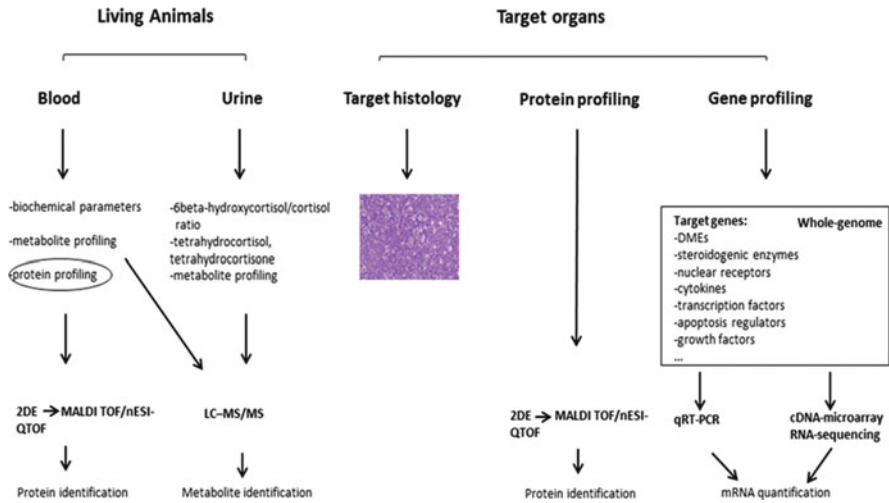 Living Animals
Target organs
Blood
Urine
Target histology
Protein profiling
Gene profiling
-biochemical parameters
-metabolite profiling
-protein profiling
-6beta-hydroxycortisol/cortisol
ratio
-tetrahydrocortisol,
tetrahydrocortisone
-metabolite profiling
Target genes:
Whole-genome
-DMEs
-steroidogenic enzymes
-nuclear receptors
-cytokines
-transcription factors
-apoptosis regulators
-growth factors
...
2DE → MALDI TOF/nESI-
QTOF
LC–MS/MS
2DE → MALDI TOF/nESI-
QTOF
qRT-PCR
cDNA-microarray
RNA-sequencing
Protein identification
Metabolite identification
Protein identification
mRNA quantification